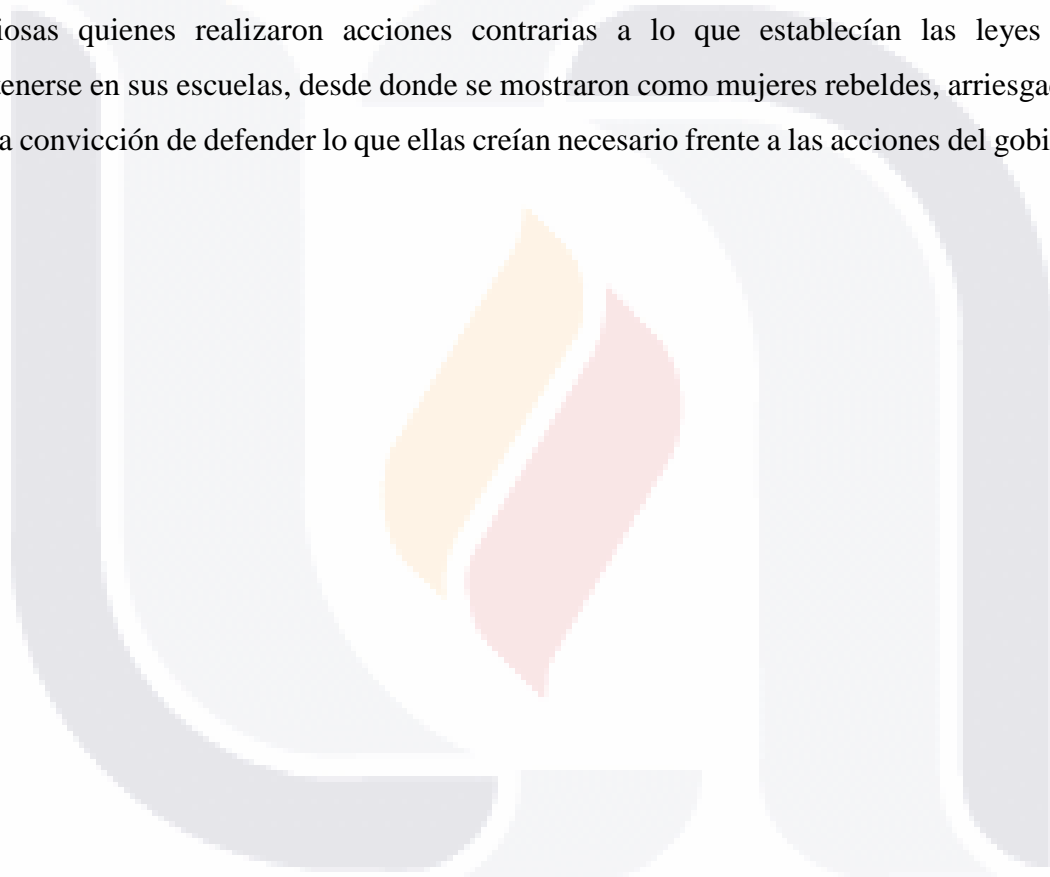 iosas quienes realizaron acciones contrarias a lo que establecían las leyes
enerse en sus escuelas, desde donde se mostraron como mujeres rebeldes, arriesga
a convicción de defender lo que ellas creían necesario frente a las acciones del gobi